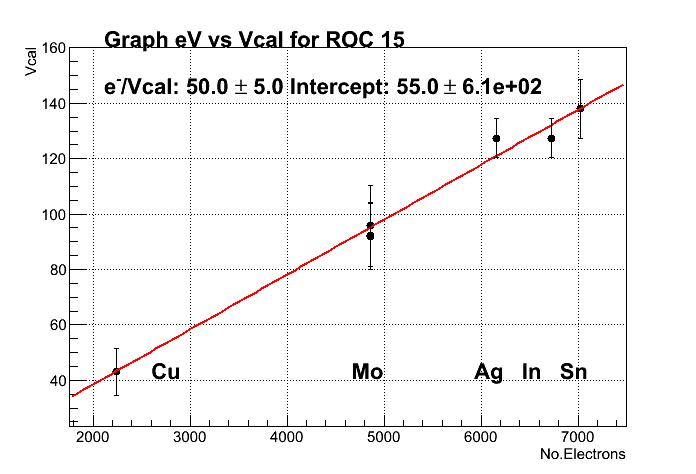 Graph eV vs Vcal for ROC 15
e⁻/Vcal: 50.0 ± 5.0 Intercept: 55.0 ± 6.1e+02
Vcal
160
140
120
100
80
60
40
Cu Mo Ag In Sn
2000 3000 4000 5000 6000 7000
No.Electrons